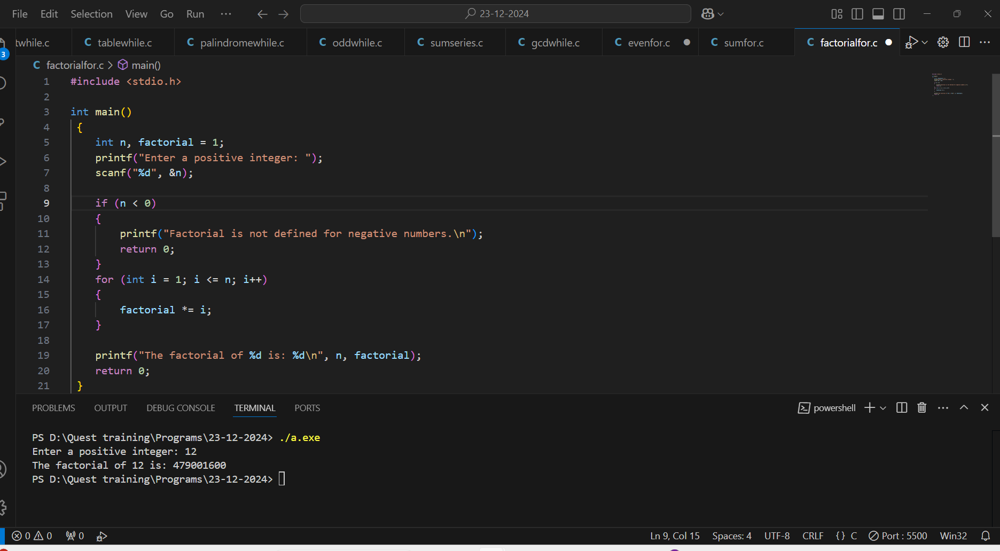 File Edit Selection View Go Run ··· 23-12-2024
twhile.c C tablewhile.c C palindromewhile.c C oddwhile.c C sumseries.c C gcdwhile.c C evenfor.c C sumfor.c C factorialfor.c
3
C factorialfor.c > main()
1 #include <stdio.h>
2
3 int main()
4 {
5 int n, factorial = 1;
6 printf("Enter a positive integer: ");
7 scanf("%d", &n);
8
9 if (n < 0)
10 {
11 printf("Factorial is not defined for negative numbers.\n");
12 return 0;
13 }
14 for (int i = 1; i <= n; i++)
15 {
16 factorial *= i;
17 }
18
19 printf("The factorial of %d is: %d\n", n, factorial);
20 return 0;
21 }
PROBLEMS OUTPUT DEBUG CONSOLE TERMINAL PORTS powershell
PS D:\Quest training\Programs\23-12-2024> ./a.exe
Enter a positive integer: 12
The factorial of 12 is: 479001600
PS D:\Quest training\Programs\23-12-2024>
0 0 0 Ln 9, Col 15 Spaces: 4 UTF-8 CRLF {} C Port : 5500 Win32